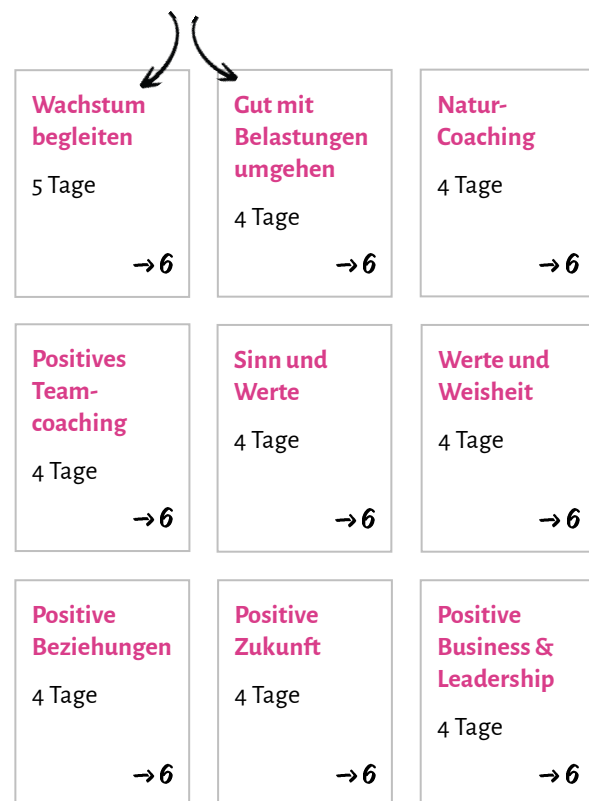 Wachstum
begleiten
5 Tage
→6
Gut mit
Belastungen
umgehen
4 Tage
→6
Natur-
Coaching
4 Tage
→6
Positives
Team-
coaching
4 Tage
→6
Sinn und
Werte
4 Tage
→6
Werte und
Weisheit
4 Tage
→6
Positive
Beziehungen
4 Tage
→6
Positive
Zukunft
4 Tage
→6
Positive
Business &
Leadership
4 Tage
→6